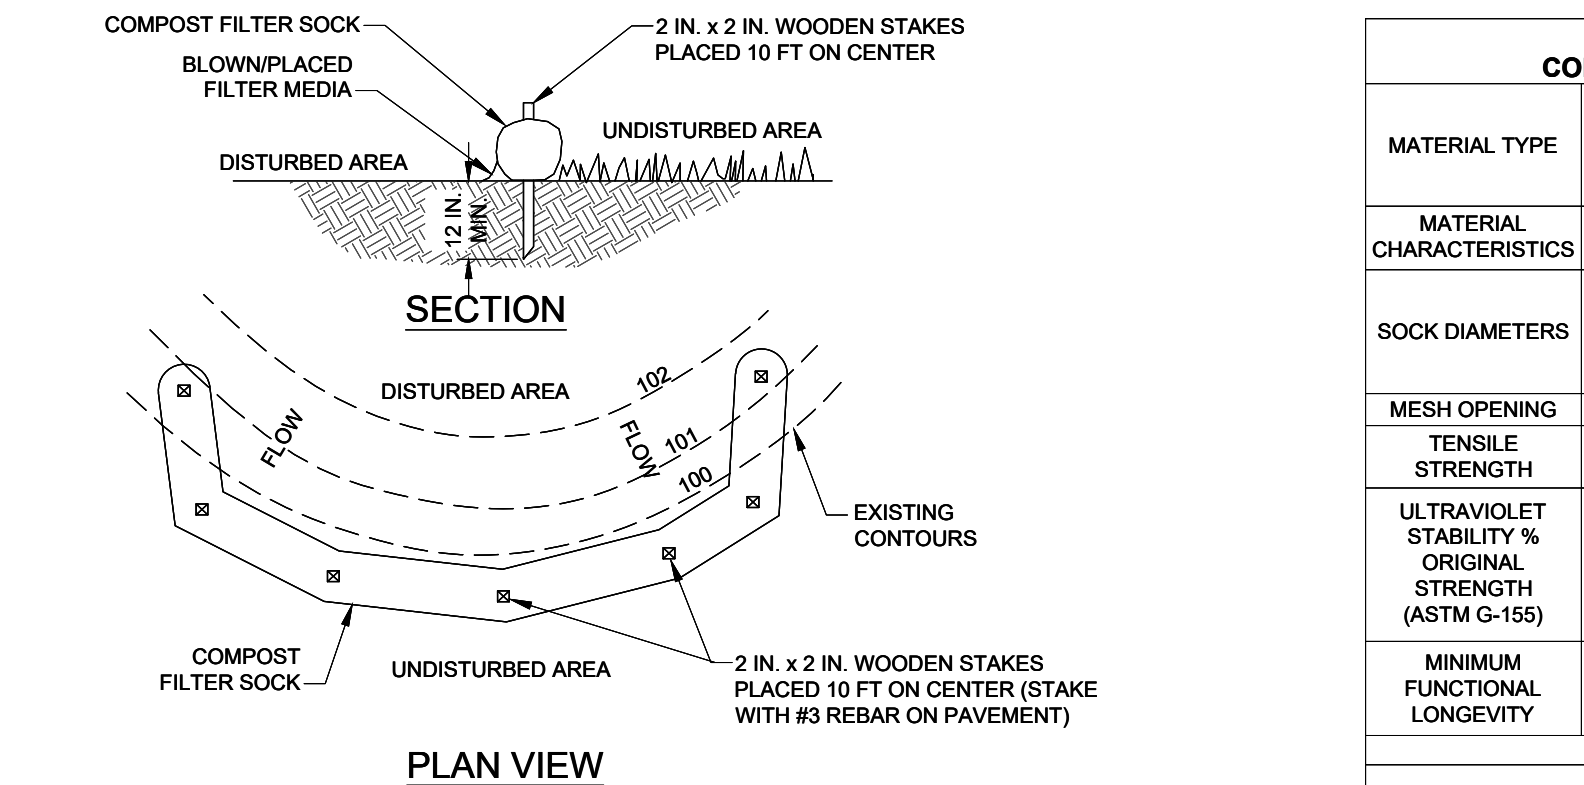 COMPOST FILTER SOCK
2 IN. x 2 IN. WOODEN STAKES
PLACED 10 FT ON CENTER
BLOWN/PLACED
FILTER MEDIA
UNDISTURBED AREA
DISTURBED AREA
12 IN.
MIN.
SECTION
DISTURBED AREA
102
101
100
FLOW
FLOW
EXISTING
CONTOURS
COMPOST
FILTER SOCK
UNDISTURBED AREA
2 IN. x 2 IN. WOODEN STAKES
PLACED 10 FT ON CENTER (STAKE
WITH #3 REBAR ON PAVEMENT)
PLAN VIEW
MATERIAL TYPE
MATERIAL
CHARACTERISTICS
SOCK DIAMETERS
MESH OPENING
TENSILE
STRENGTH
ULTRAVIOLET
STABILITY %
ORIGINAL
STRENGTH
(ASTM G-155)
MINIMUM
FUNCTIONAL
LONGEVITY